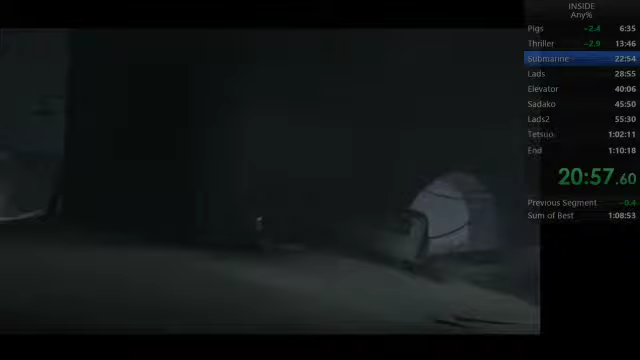 INSIDE
Any%
Pigs -2.4 6:35
Thriller -2.9 13:46
Submarine 22:54
Lads 28:55
Elevator 40:06
Sadako 45:50
Lads2 55:30
Tetsuo 1:02:11
End 1:10:18
20:57.60
Previous Segment -0.4
Sum of Best 1:08:53